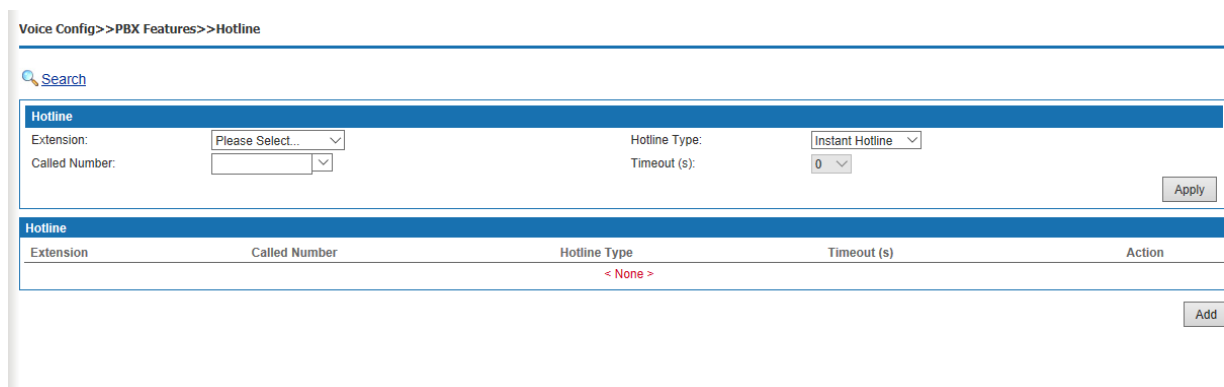 Voice Config>>PBX Features>>Hotline
Search
Hotline
Extension: Please Select... Hotline Type: Instant Hotline
Called Number: Timeout (s): 0
Apply
Hotline
Extension Called Number Hotline Type Timeout (s) Action
< None >
Add